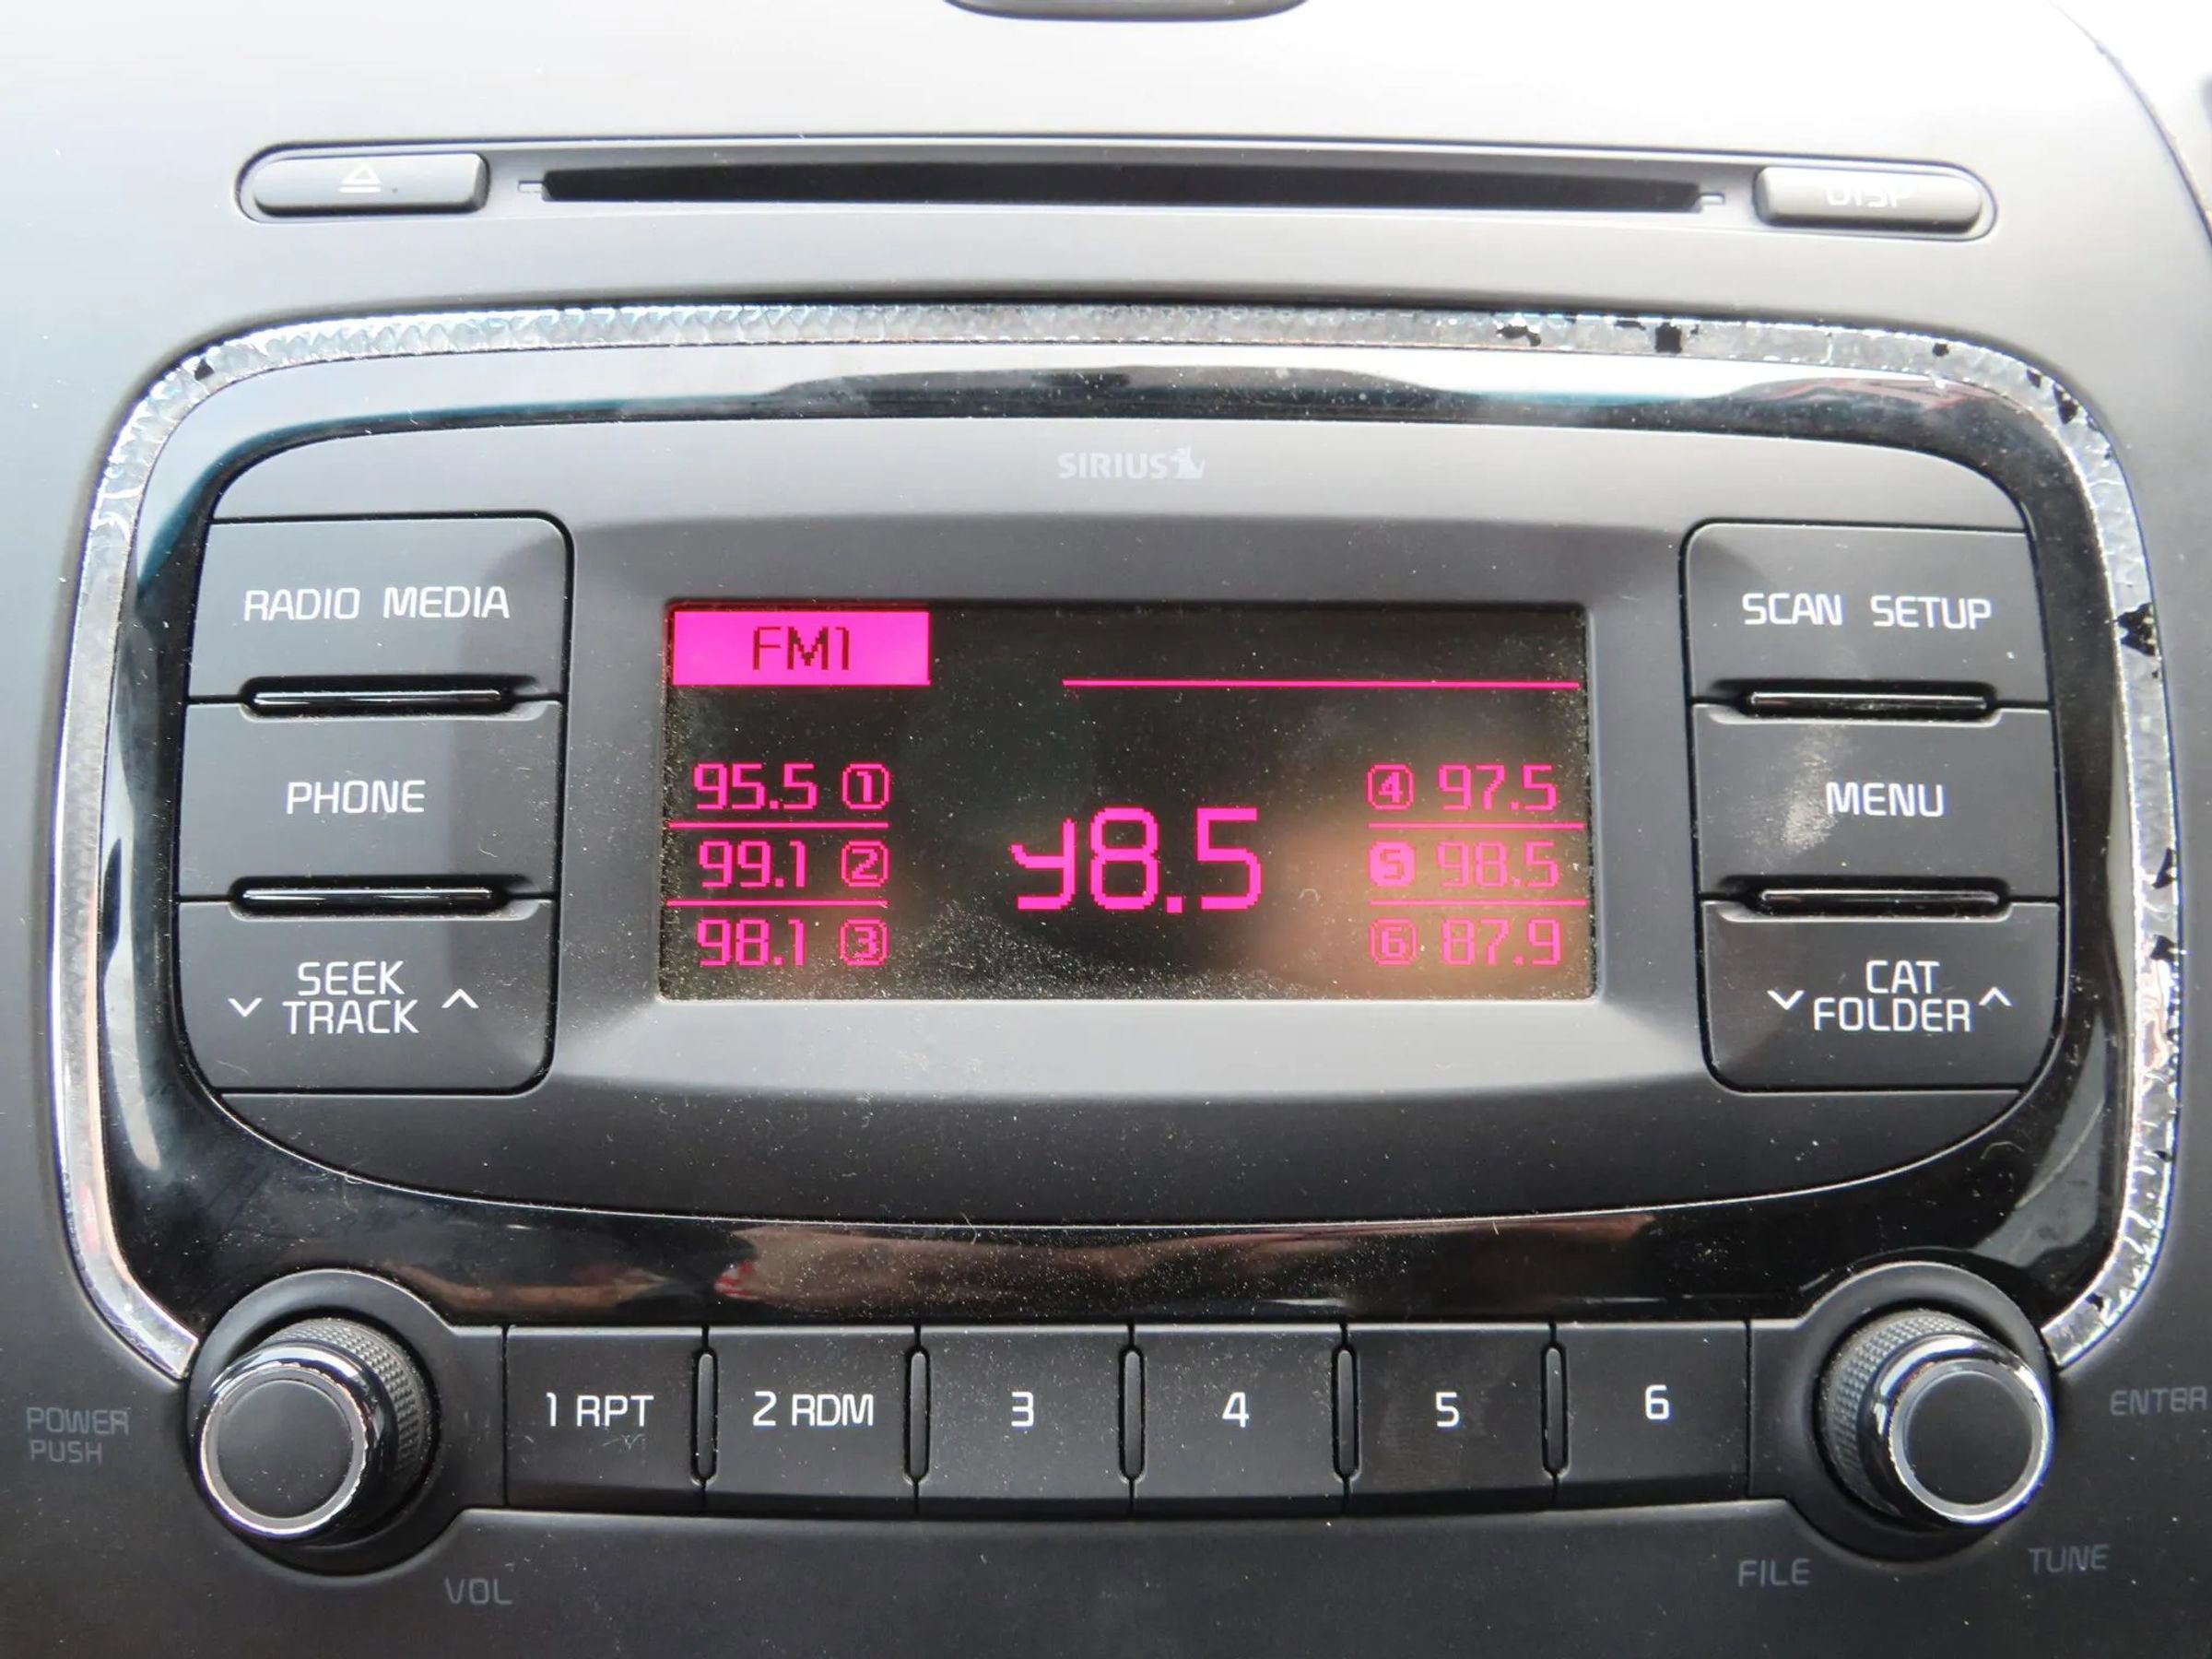 DISP
SIRIUS
RADIO MEDIA
SCAN SETUP
FM1
PHONE
MENU
95.5 ①
④ 97.5
99.1 ②
98.5
⑤ 98.5
98.1 ③
⑥ 87.9
SEEK
TRACK
CAT
FOLDER
1 RPT
2 RDM
3
4
5
6
POWER
PUSH
VOL
ENTER
FILE
TUNE